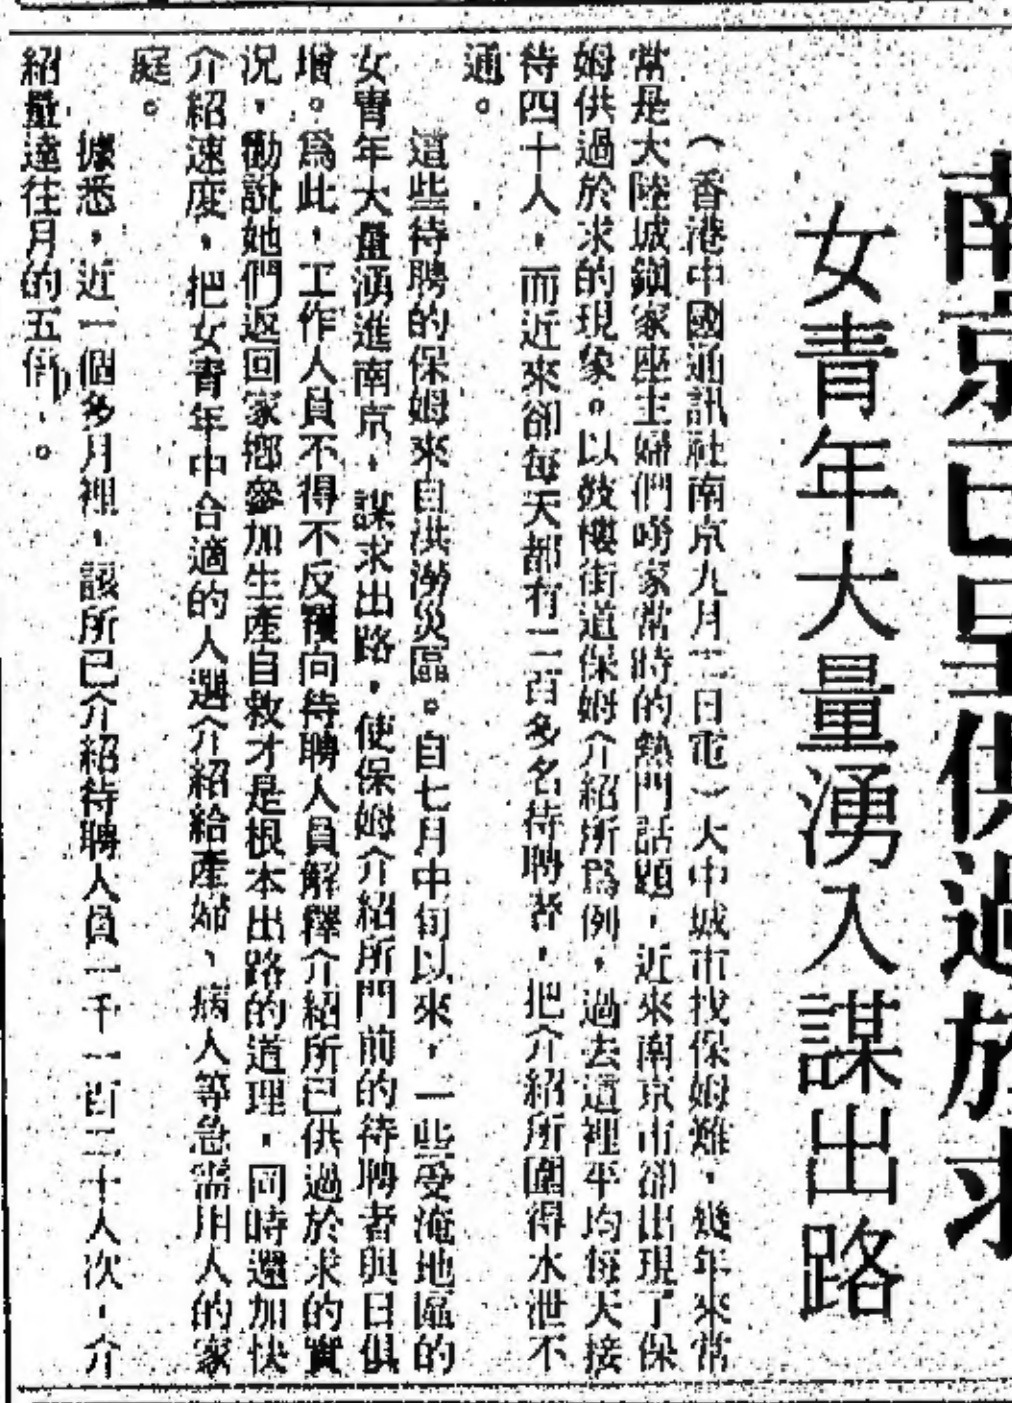 南京已呈供過於求
女青年大量湧入謀出路
（香港中國通訊社南京九月二日電）大中城市找保姆難，幾年來常
常是大陸城鎮家庭主婦們嘮家常時的熱門話題，近來南京市卻出現了保
姆供過於求的現象。以鼓樓街道保姆介紹所爲例，過去這裡平均每天接
待四十人，而近來卻每天都有二百多名待聘者，把介紹所圍得水泄不
通。
這些待聘的保姆來自洪澇災區。自七月中旬以來，一些受淹地區的
女青年大量湧進南京，謀求出路，使保姆介紹所門前的待聘者與日俱
增。爲此，工作人員不得不反覆向待聘人員解釋介紹所已供過於求的實
況，勸說她們返回家鄉參加生產自救才是根本出路的道理，同時還加快
介紹速度，把女青年中合適的人選介紹給產婦、病人等急需用人的家
庭。
據悉，近一個多月裡，該所已介紹待聘人員一千一百二十人次，介
紹量達往月的五倍。